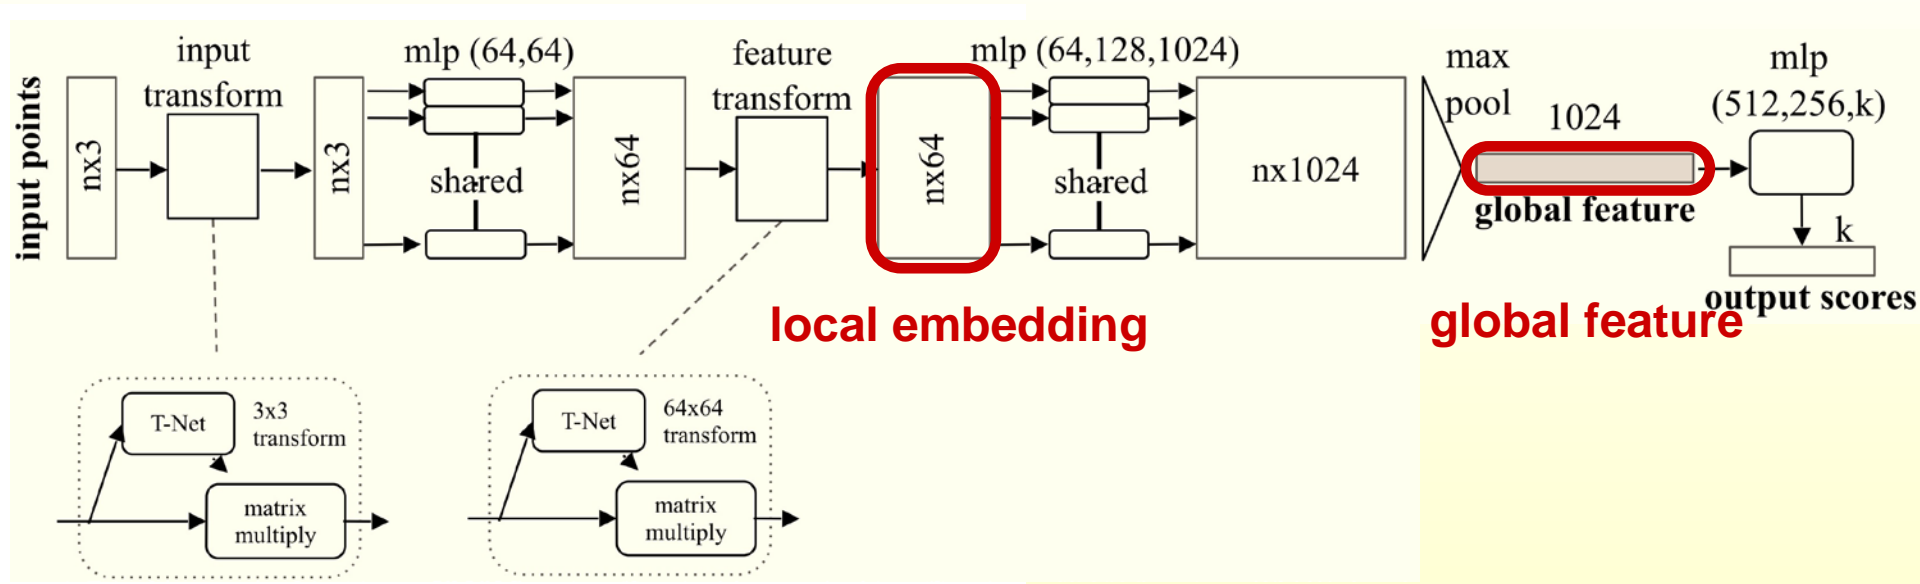 input points
nx3
input
transform
nx3
mlp (64,64)
shared
nx64
feature
transform
nx64
mlp (64,128,1024)
shared
nx1024
max
pool
1024
global feature
mlp
(512,256,k)
k
output scores
local embedding
global feature
T-Net
3x3
transform
matrix
multiply
T-Net
64x64
transform
matrix
multiply